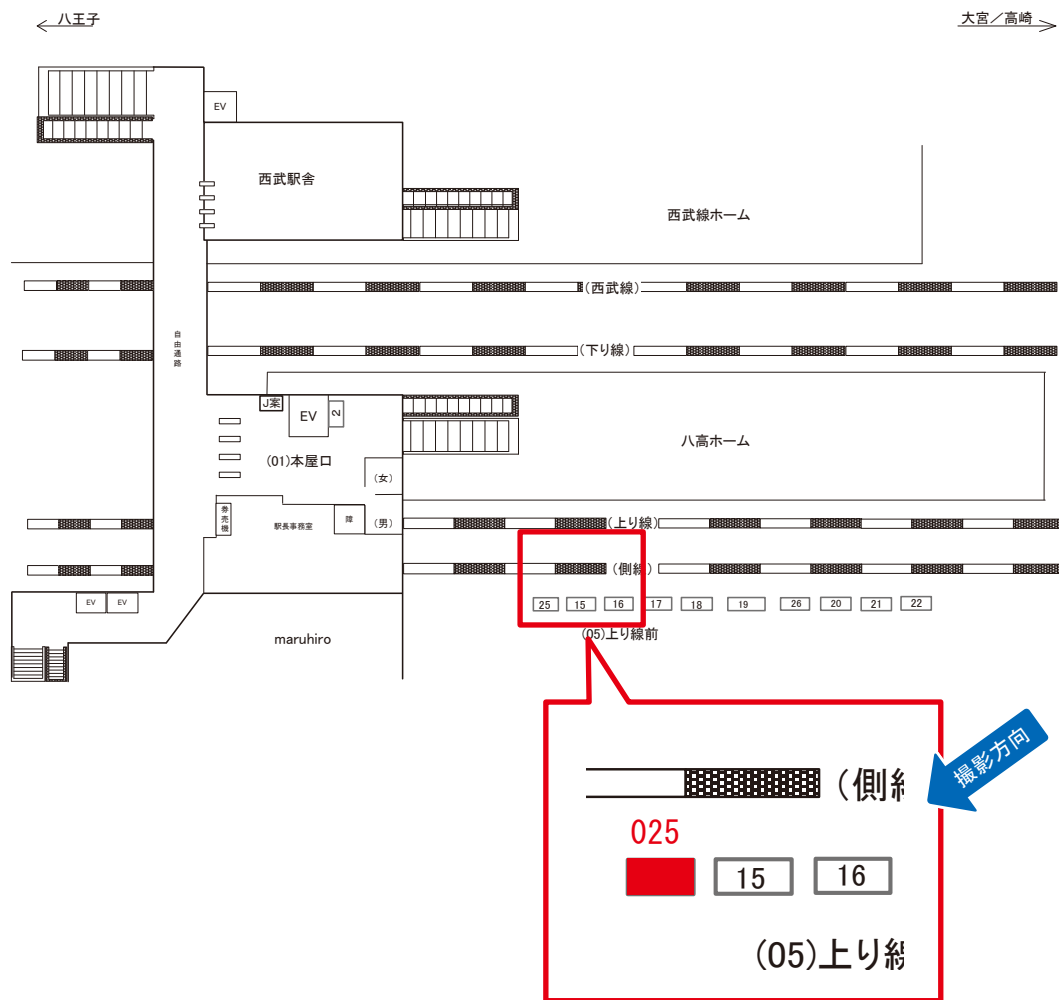 八王子
大宮／高崎
EV
西武駅舎
西武線ホーム
(西武線)
自由通路
(下り線)
J案
EV
2
八高ホーム
(01)本屋口
(女)
券売機
駅長事務室
障
(男)
(上り線)
(側線)
EV
EV
25
15
16
17
18
19
26
20
21
22
maruhiro
(05)上り線前
撮影方向
(側線
025
15
16
(05)上り線